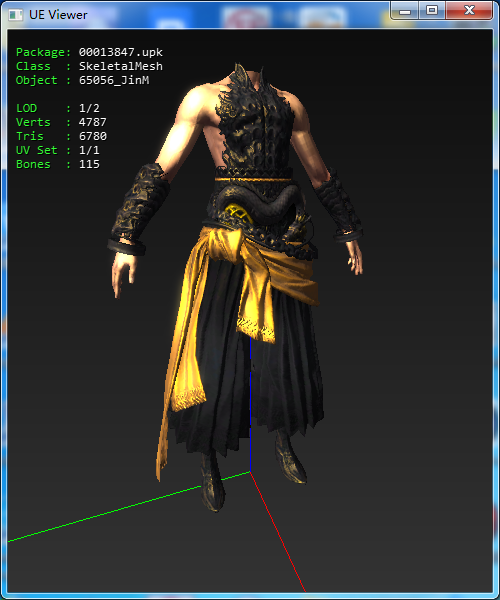 UE Viewer
Package: 00013847.upk
Class : SkeletalMesh
Object : 65056_JinM
LOD : 1/2
Verts : 4787
Tris : 6780
UV Set : 1/1
Bones : 115